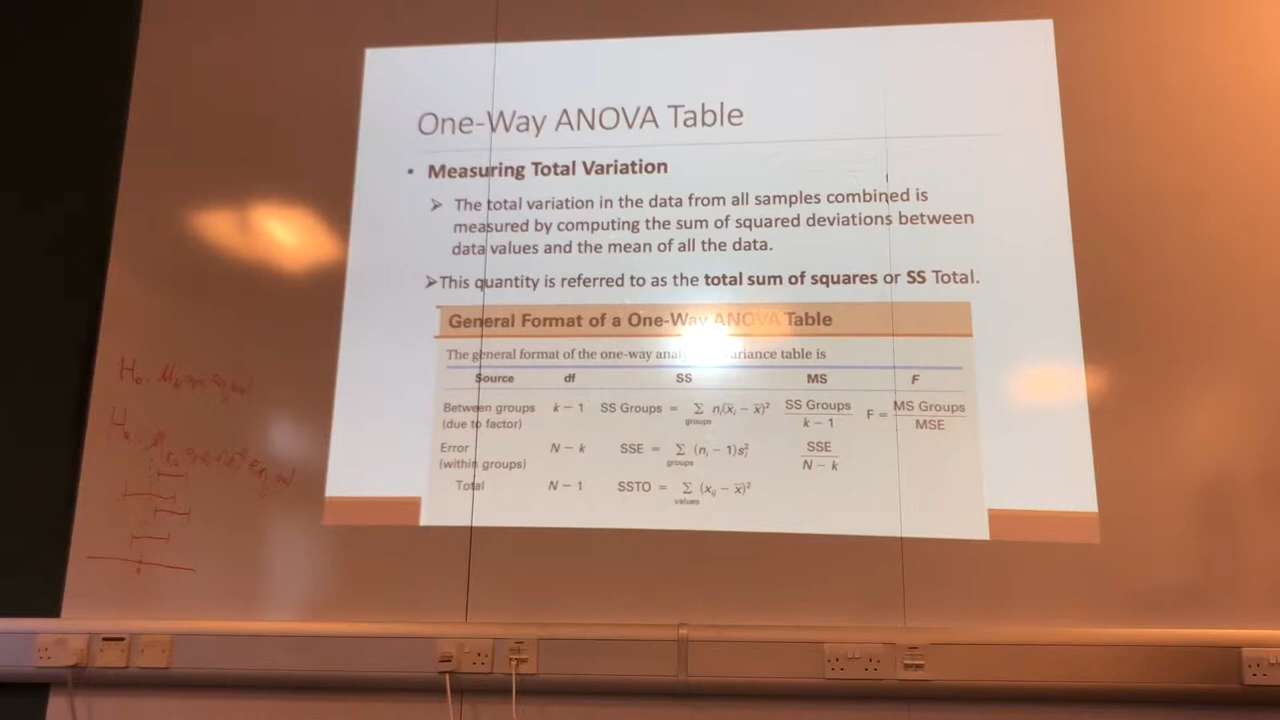 One-Way ANOVA Table
• Measuring Total Variation
➤ The total variation in the data from all samples combined is
measured by computing the sum of squared deviations between
data values and the mean of all the data.
➤This quantity is referred to as the total sum of squares or SS Total.
General Format of a One-Way ANOVA Table
The general format of the one-way variance table is
Source df SS MS F
Between groups (due to factor) k − 1 SS Groups = Σ groups nᵢ(x̄ᵢ − x̄)² SS Groups / k − 1 F = MS Groups / MSE
Error (within groups) N − k SSE = Σ groups (nᵢ − 1)sᵢ² SSE / N − k
Total N − 1 SSTO = Σ values (xᵢⱼ − x̄)²
H₀.